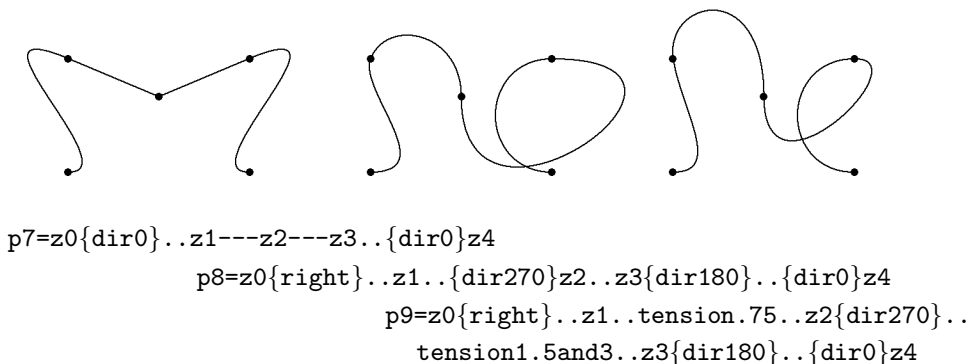 p7=z0{dir0}..z1---z2---z3..{dir0}z4
p8=z0{right}..z1..{dir270}z2..z3{dir180}..{dir0}z4
p9=z0{right}..z1..tension.75..z2{dir270}..
tension1.5and3..z3{dir180}..{dir0}z4